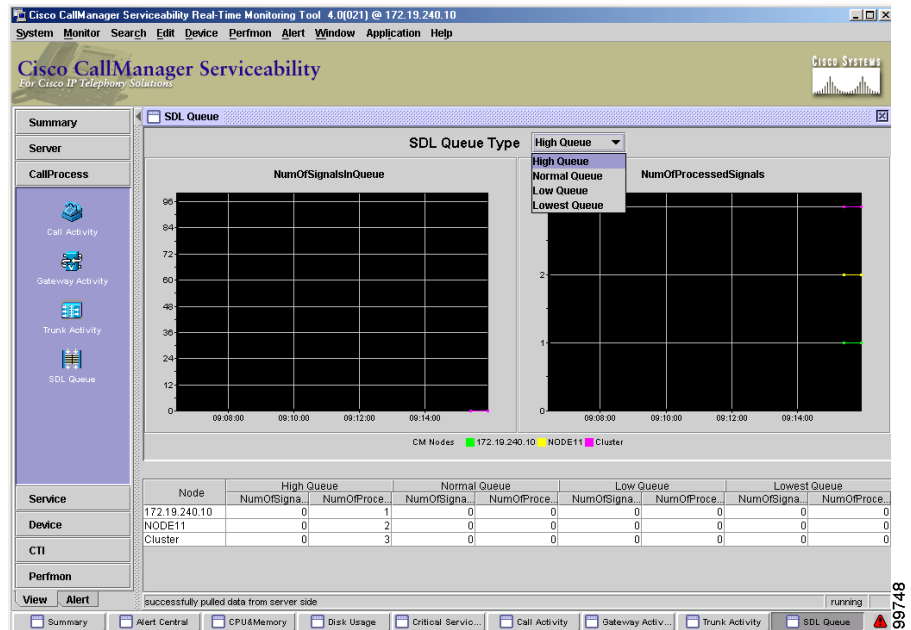 Cisco CallManager Serviceability Real-Time Monitoring Tool 4.0(021) @ 172.19.240.10
System Monitor Search Edit Device Perfmon Alert Window Application Help
Cisco CallManager Serviceability
For Cisco IP Telephony Solutions
CISCO SYSTEMS
Summary
Server
CallProcess
Call Activity
Gateway Activity
Trunk Activity
SDL Queue
Service
Device
CTI
Perfmon
View Alert
SDL Queue
SDL Queue Type High Queue
High Queue
Normal Queue
Low Queue
Lowest Queue
NumOfSignalsInQueue
96
84
72
60
48
36
24
12
0
09:08:00 09:10:00 09:12:00 09:14:00
NumOfProcessedSignals
2
1
0
09:08:00 09:10:00 09:12:00 09:14:00
CM Nodes 172.19.240.10 NODE11 Cluster
Node High Queue Normal Queue Low Queue Lowest Queue
NumOfSigna... NumOfProce... NumOfSigna... NumOfProce... NumOfSigna... NumOfProce... NumOfSigna... NumOfProce...
172.19.240.10 0 1 0 0 0 0 0 0
NODE11 0 2 0 0 0 0 0 0
Cluster 0 3 0 0 0 0 0 0
successfully pulled data from server side running
Summary Alert Central CPU&Memory Disk Usage Critical Servic... Call Activity Gateway Activ... Trunk Activity SDL Queue
99748